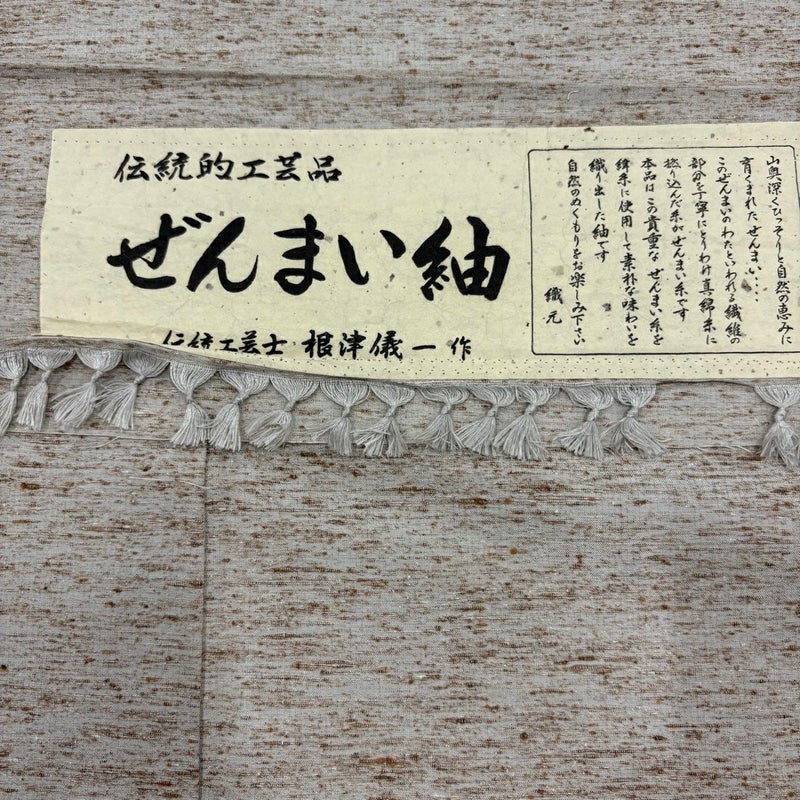 伝統的工芸品
ぜんまい紬
伝統工芸士 根津儀一 作
山奥深くひっそりと自然の恵みに
育くまれたぜんまい・・・
このぜんまいのわたといわれる繊維の
部分を丁寧にとりわけ真綿糸に
撚り込んだ糸がぜんまい糸です
本品はこの貴重なぜんまい糸を
緯糸に使用して素朴な味わいを
織り出した紬です
自然のぬくもりをお楽しみ下さい
織元